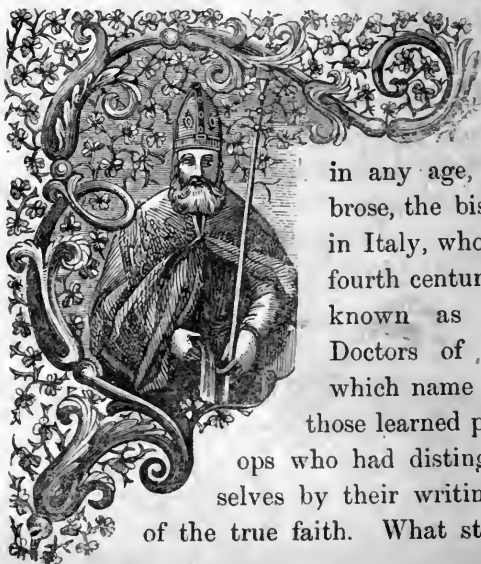 in any age,
brose, the bis
in Italy, who
fourth centur
known as
Doctors of
which name
those learned p
ops who had disting
selves by their writin
of the true faith. What st